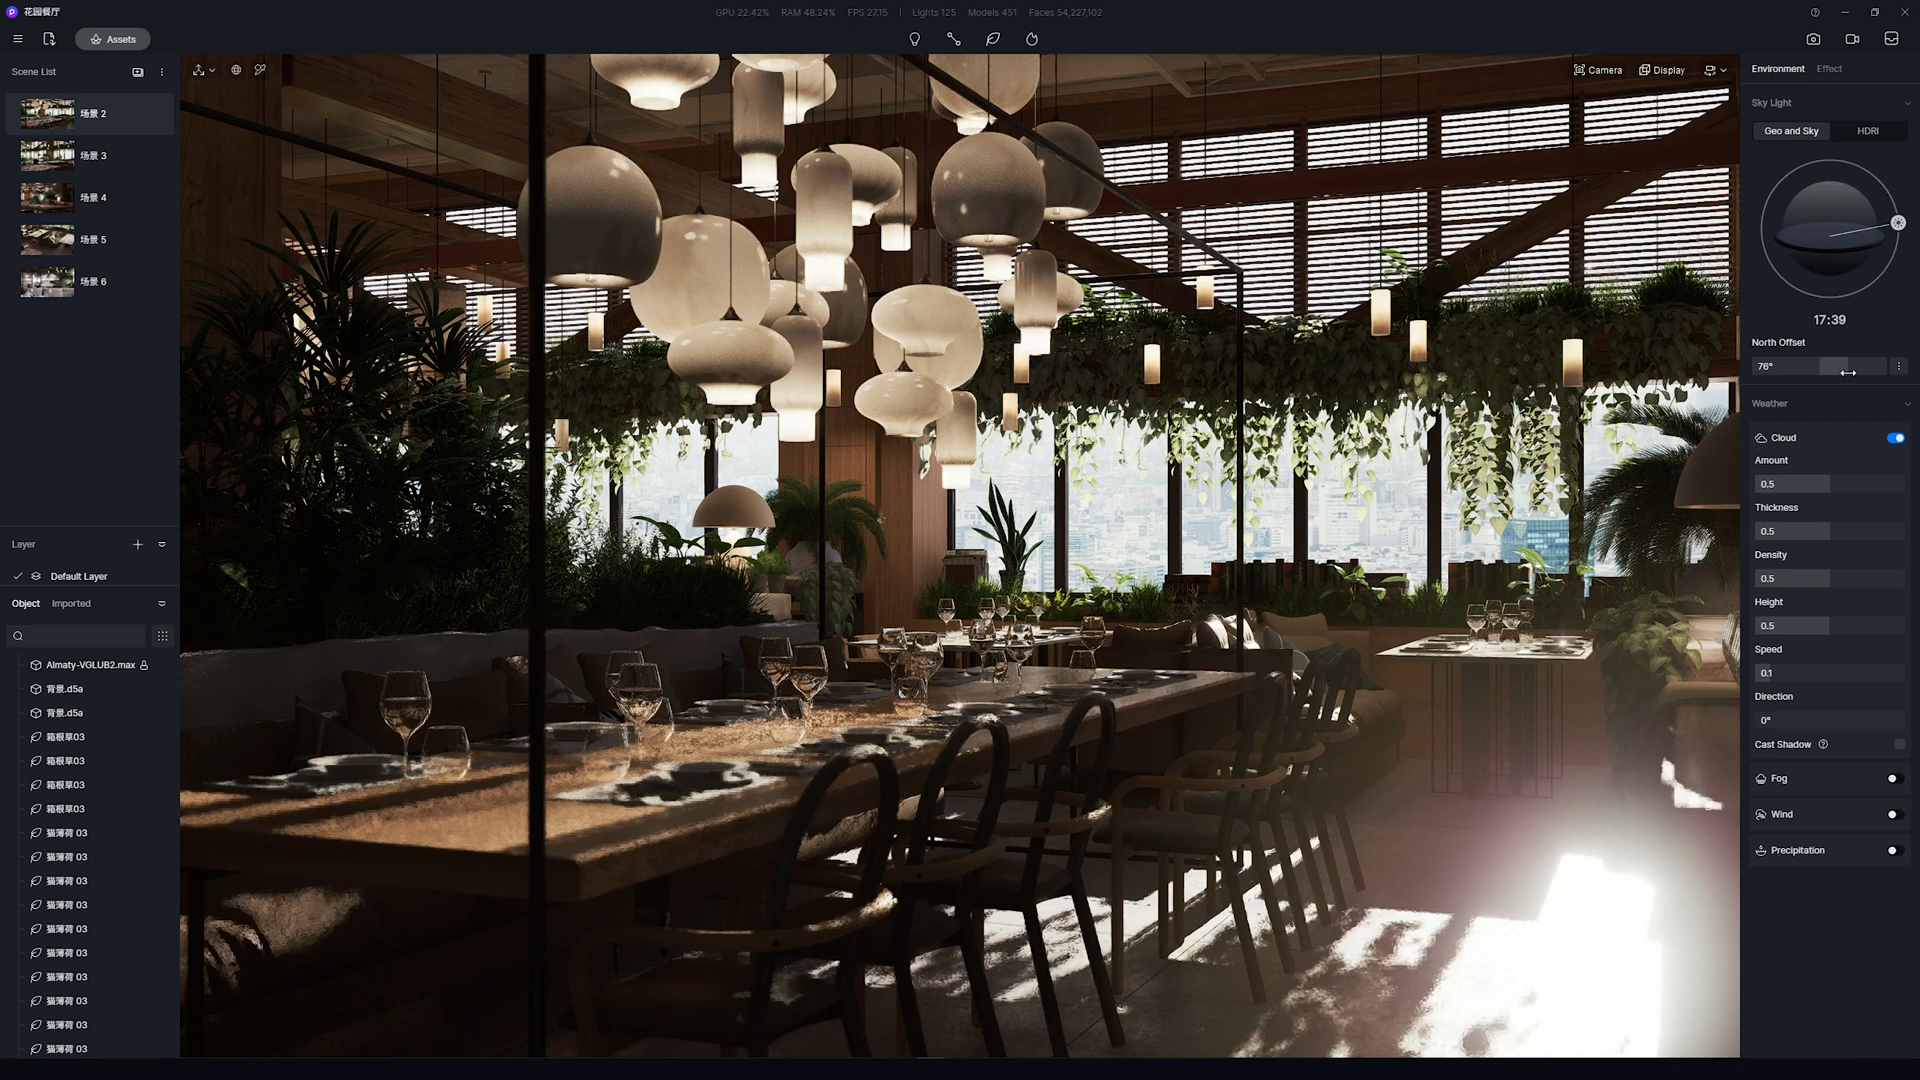 花园餐厅
GPU 22.42% RAM 48.24% FPS 27.15 | Lights 125 Models 451 Faces 54,227,102
Assets
Scene List
场景 2
场景 3
场景 4
场景 5
场景 6
Layer
Default Layer
Object Imported
Almaty-VGLUB2.max
背景.d5a
背景.d5a
箱根草03
箱根草03
箱根草03
箱根草03
猫薄荷 03
猫薄荷 03
猫薄荷 03
猫薄荷 03
猫薄荷 03
猫薄荷 03
猫薄荷 03
猫薄荷 03
猫薄荷 03
猫薄荷 03
Camera Display
Environment Effect
Sky Light
Geo and Sky HDRI
17:39
North Offset
76°
Weather
Cloud
Amount
0.5
Thickness
0.5
Density
0.5
Height
0.5
Speed
0.1
Direction
0°
Cast Shadow
Fog
Wind
Precipitation